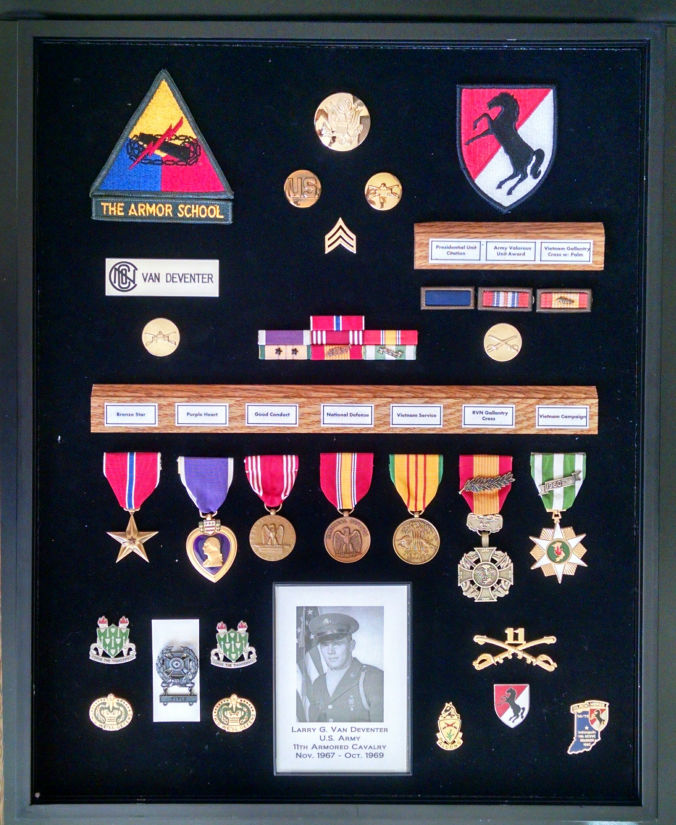 THE ARMOR SCHOOL
U.S.
Presidential Unit
Citation
Army Valorous
Unit Award
Vietnam Gallantry
Cross w/ Palm
VAN DEVENTER
Bronze Star
Purple Heart
Good Conduct
National Defense
Vietnam Service
RVN Gallantry
Cross
Vietnam Campaign
11
LARRY G. VAN DEVENTER
U.S. ARMY
11TH ARMORED CAVALRY
NOV. 1967 - OCT. 1969